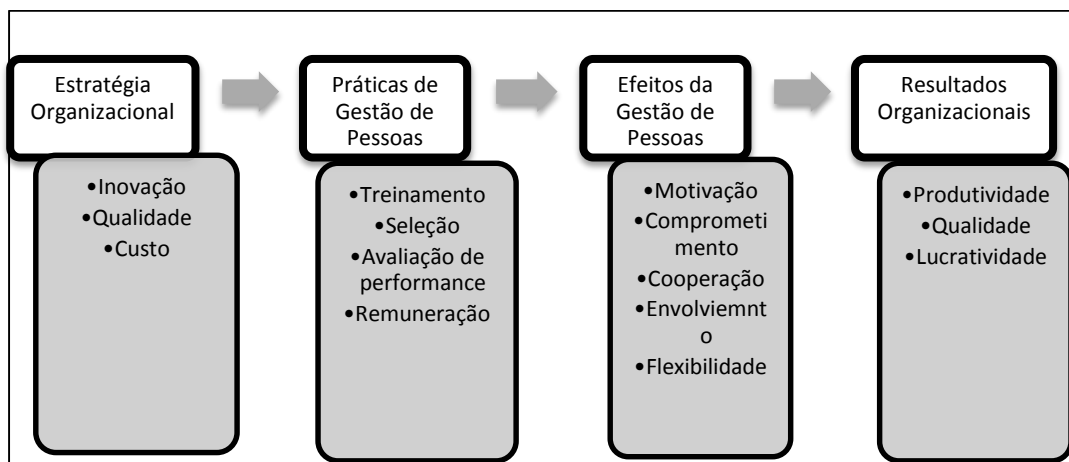 Estratégia
Organizacional
•Inovação
•Qualidade
•Custo
Práticas de
Gestão de
Pessoas
•Treinamento
•Seleção
•Avaliação de
performance
•Remuneração
Efeitos da
Gestão de
Pessoas
•Motivação
•Comprometi
mento
•Cooperação
•Envolviemnt
o
•Flexibilidade
Resultados
Organizacionais
•Produtividade
•Qualidade
•Lucratividade